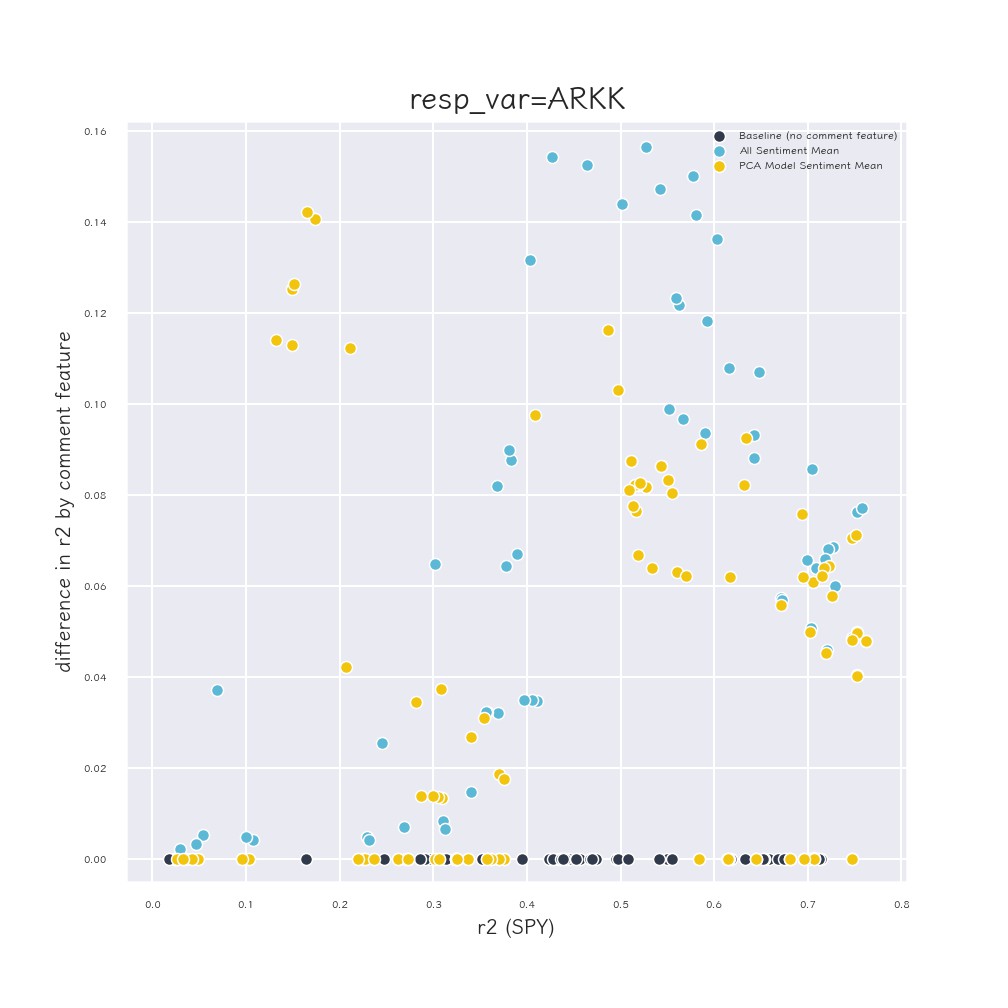 resp_var=ARKK
Baseline (no comment feature)
All Sentiment Mean
PCA Model Sentiment Mean
0.16
0.14
0.12
0.10
0.08
0.06
0.04
0.02
0.00
difference in r2 by comment feature
0.0 0.1 0.2 0.3 0.4 0.5 0.6 0.7 0.8
r2 (SPY)